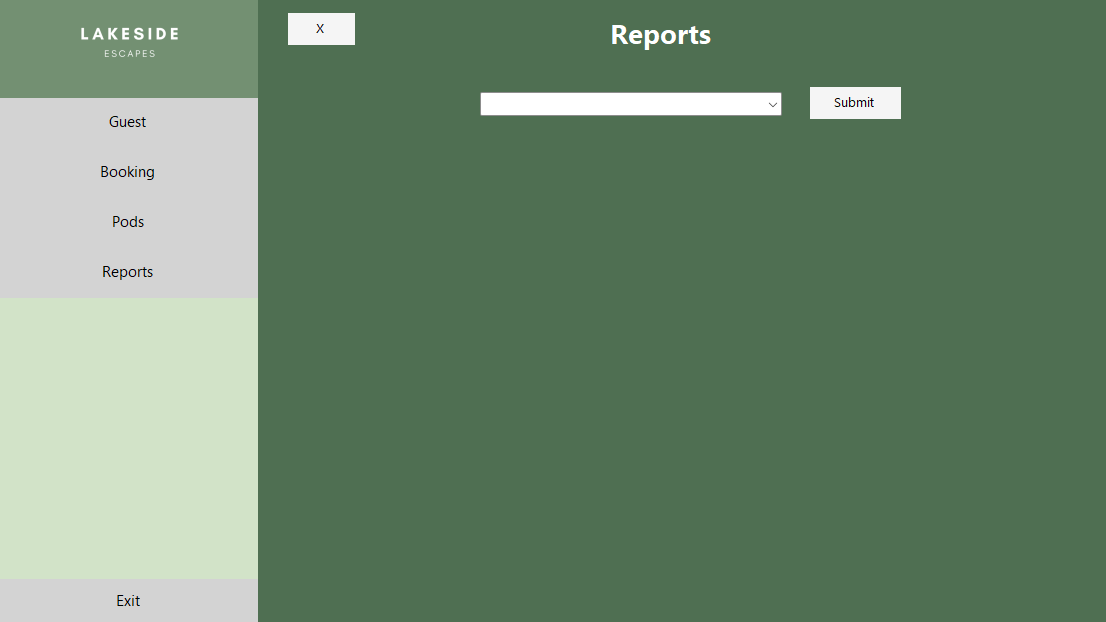 LAKESIDE
ESCAPES
Guest
Booking
Pods
Reports
Exit
X
Reports
Submit